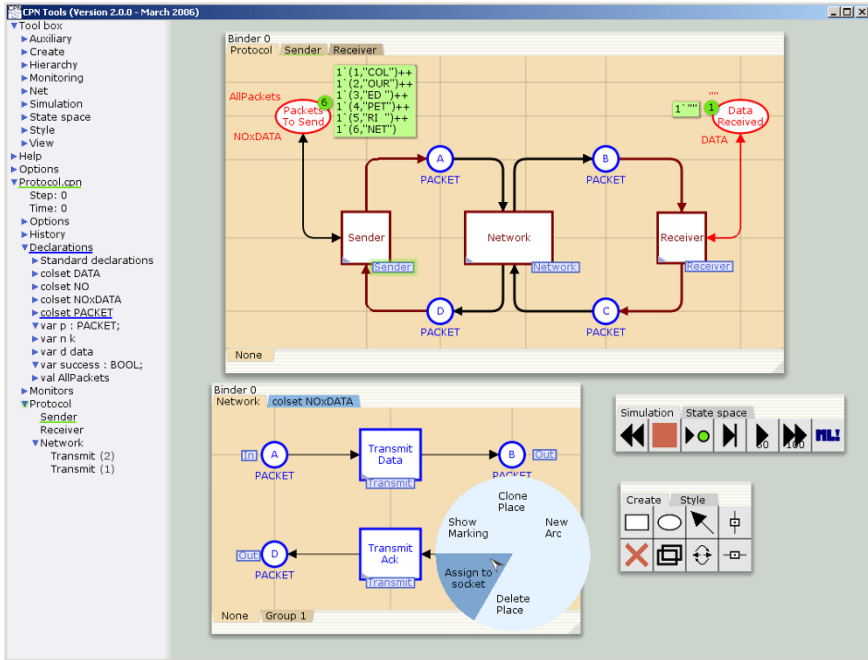 CPN Tools (Version 2.0.0 - March 2006)
Tool box
Auxiliary
Create
Hierarchy
Monitoring
Net
Simulation
State space
Style
View
Help
Options
Protocol.cpn
Step: 0
Time: 0
Options
History
Declarations
Standard declarations
colset DATA
colset NO
colset NOxDATA
colset PACKET
var p : PACKET;
var n k
var d data
var success : BOOL;
val AllPackets
Monitors
Protocol
Sender
Receiver
Network
Transmit (2)
Transmit (1)
Binder 0
Protocol Sender Receiver
AllPackets
Packets
To Send
NOxDATA
6
1`(1,"COL")++
1`(2,"OUR")++
1`(3,"ED ")++
1`(4,"PET")++
1`(5,"RI ")++
1`(6,"NET")
""
1`""
1
Data
Received
DATA
A
PACKET
B
PACKET
Sender
Sender
Network
Network
Receiver
Receiver
D
PACKET
C
PACKET
None
Binder 0
Network colset NOxDATA
In
A
PACKET
Transmit
Data
Transmit
B
Out
PACKET
Out
D
PACKET
Transmit
Ack
Transmit
Clone
Place
Show
Marking
New
Arc
Assign to
socket
Delete
Place
None Group 1
Simulation State space
50
100
ML!
Create Style